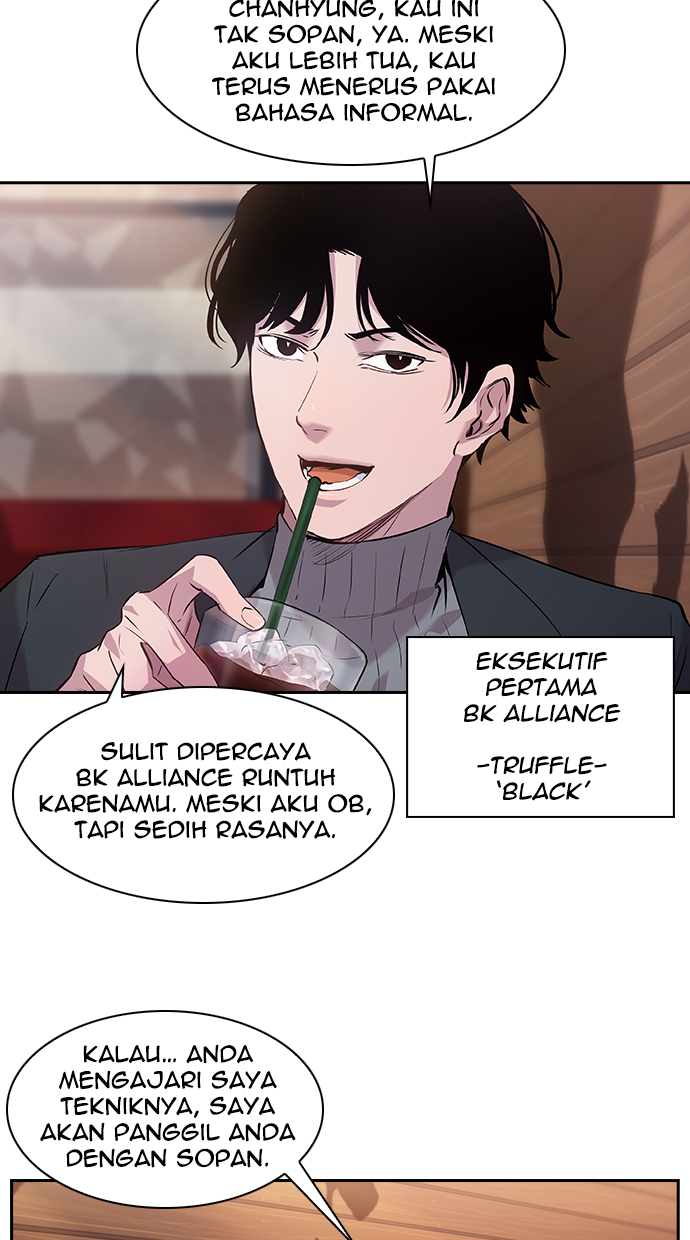 CHANHYUNG, KAU INI
TAK SOPAN, YA. MESKI
AKU LEBIH TUA, KAU
TERUS MENERUS PAKAI
BAHASA INFORMAL.
EKSEKUTIF
PERTAMA
BK ALLIANCE
-TRUFFLE-
'BLACK'
SULIT DIPERCAYA
BK ALLIANCE RUNTUH
KARENAMU. MESKI AKU OB,
TAPI SEDIH RASANYA.
KALAU... ANDA
MENGAJARI SAYA
TEKNIKNYA, SAYA
AKAN PANGGIL ANDA
DENGAN SOPAN.